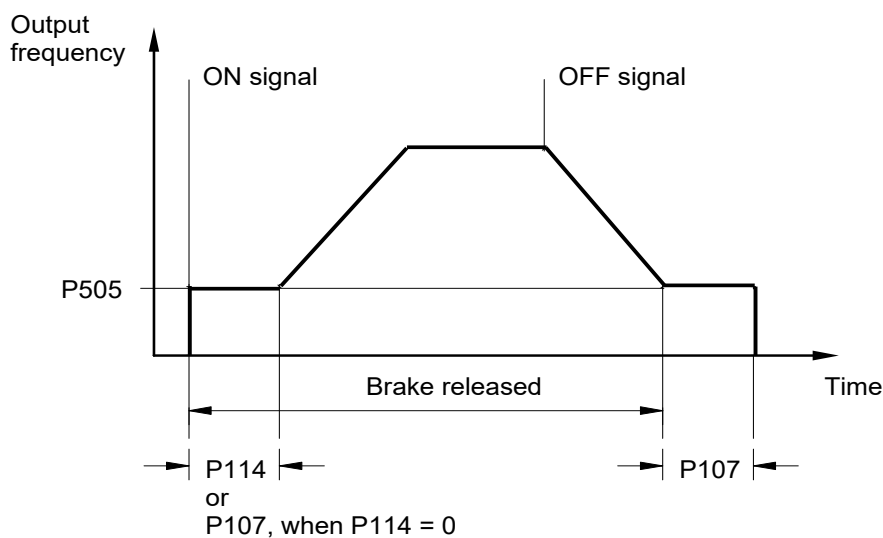 Output
frequency
ON signal
OFF signal
P505
Brake released
Time
P114
or
P107, when P114 = 0
P107